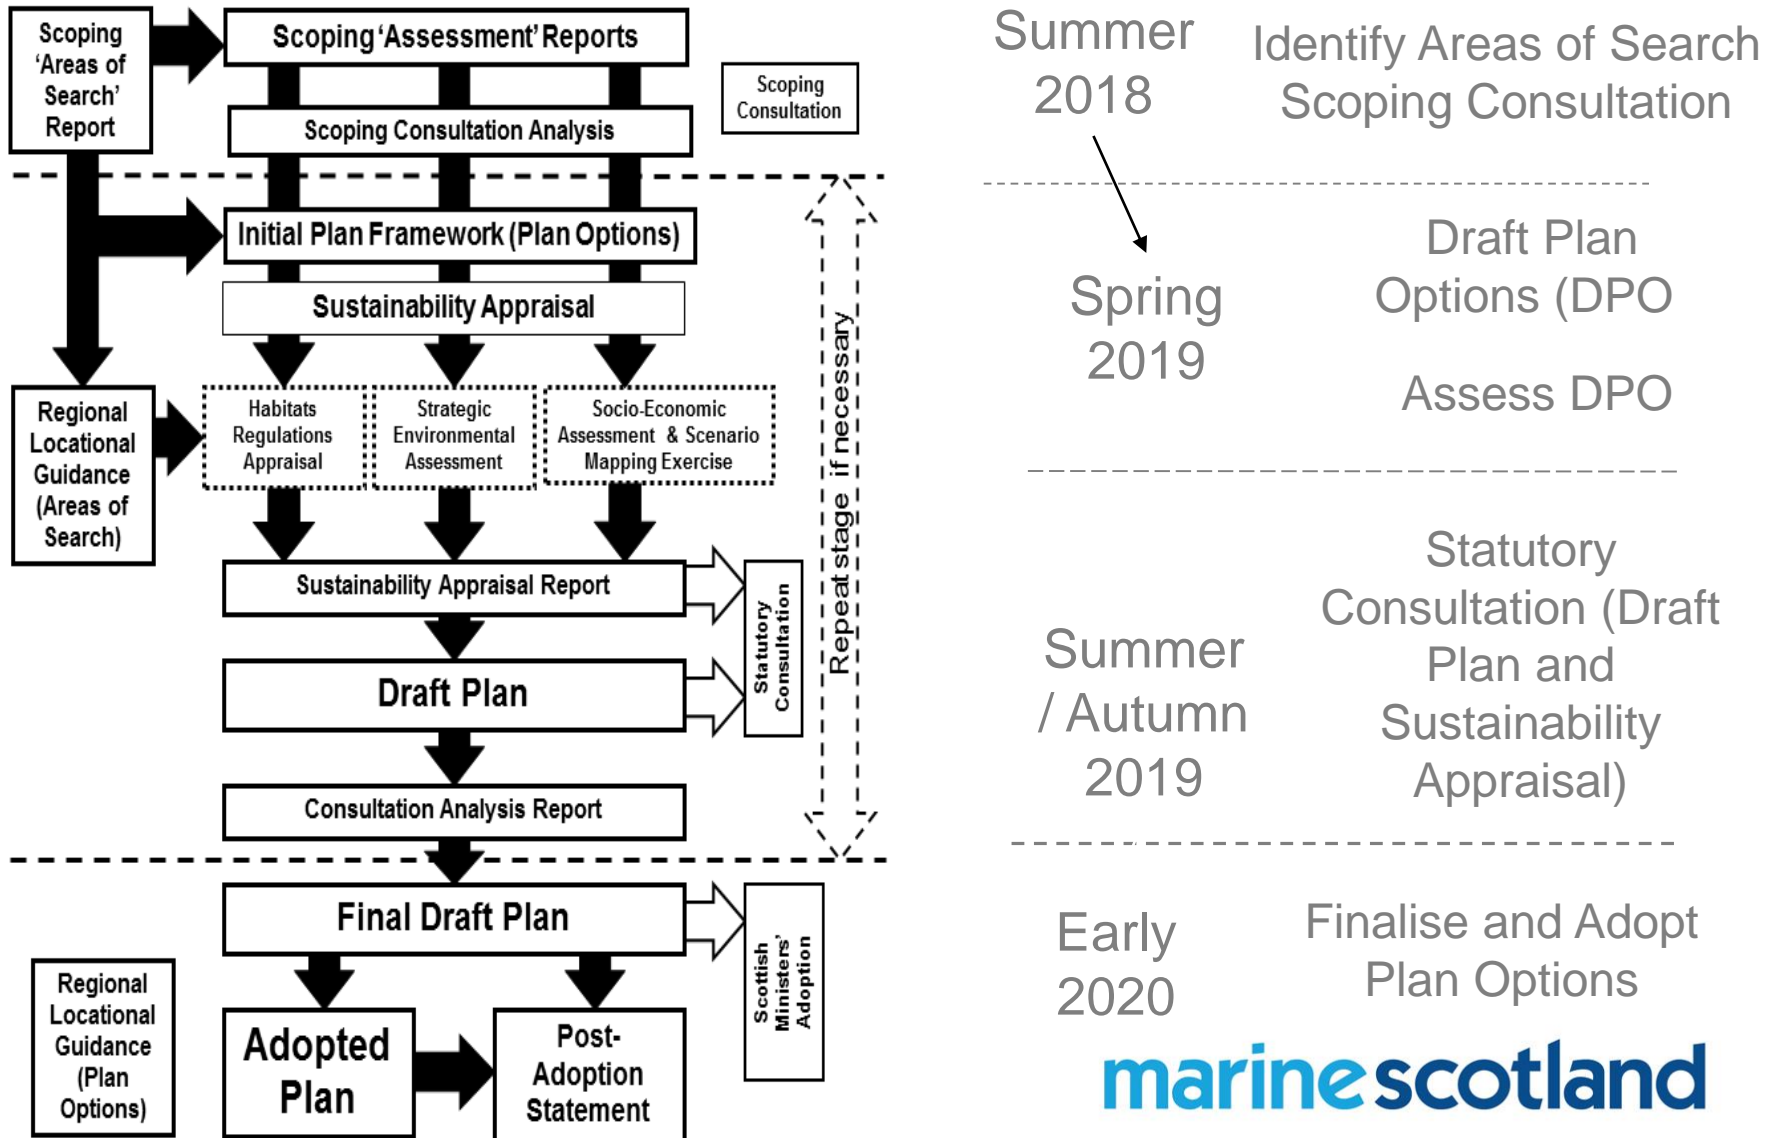 Scoping
'Areas of
Search'
Report
Scoping 'Assessment' Reports
Scoping Consultation Analysis
Scoping
Consultation
Initial Plan Framework (Plan Options)
Sustainability Appraisal
Regional
Locational
Guidance
(Areas of
Search)
Habitats
Regulations
Appraisal
Strategic
Environmental
Assessment
Socio-Economic
Assessment & Scenario
Mapping Exercise
Sustainability Appraisal Report
Draft Plan
Statutory
Consultation
Consultation Analysis Report
Repeat stage if necessary
Final Draft Plan
Scottish
Ministers'
Adoption
Regional
Locational
Guidance
(Plan
Options)
Adopted
Plan
Post-
Adoption
Statement
Summer
2018
Identify Areas of Search
Scoping Consultation
Spring
2019
Draft Plan
Options (DPO
Assess DPO
Summer
/ Autumn
2019
Statutory
Consultation (Draft
Plan and
Sustainability
Appraisal)
Early
2020
Finalise and Adopt
Plan Options
marinescotland